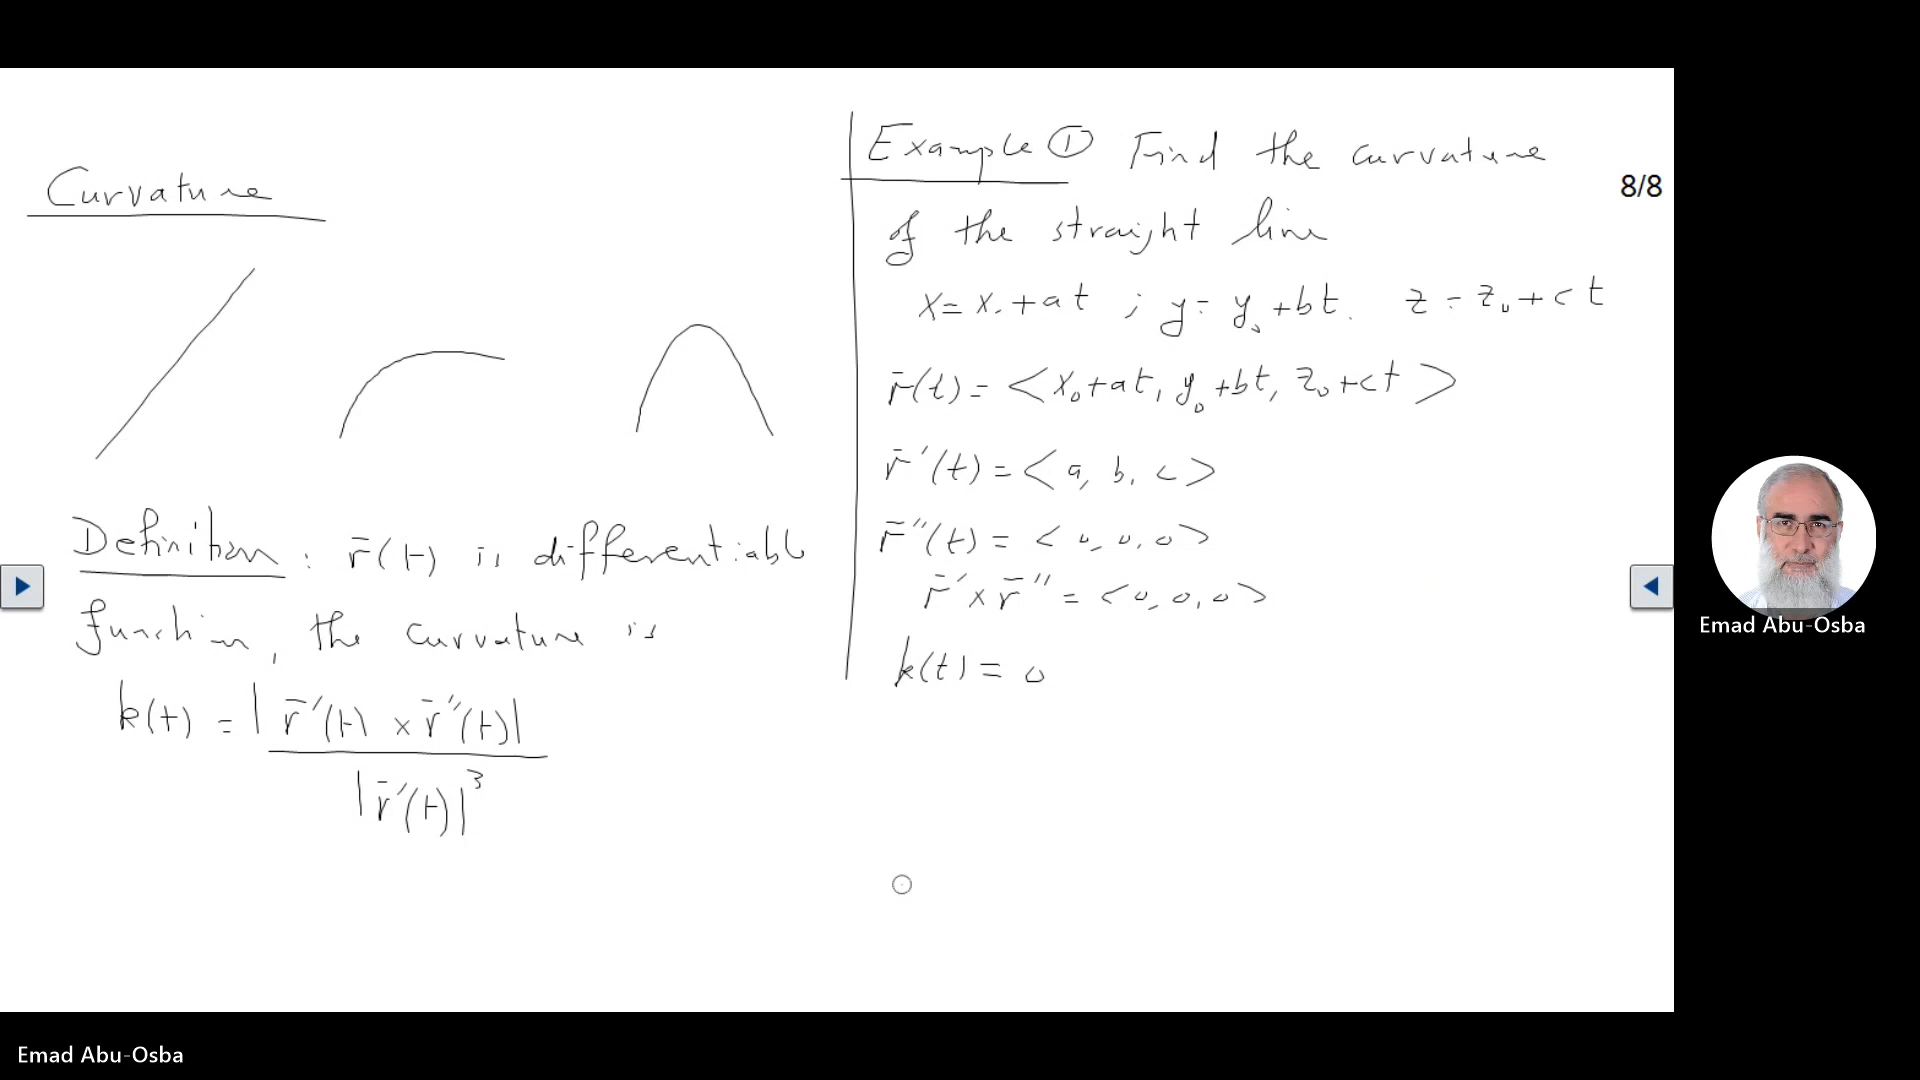 Curvature
Definition : r̄(t) is differentiable
function, the curvature is
k(t) = |r̄′(t) × r̄″(t)|
|r̄′(t)|³
Example ① Find the curvature
of the straight line
x = x₀ + at ; y = y₀ + bt. z = z₀ + ct
r̄(t) = <x₀ + at, y₀ + bt, z₀ + ct>
r̄′(t) = <a, b, c>
r̄″(t) = <0, 0, 0>
r̄′ × r̄″ = <0, 0, 0>
k(t) = 0
8/8
Emad Abu-Osba
Emad Abu-Osba